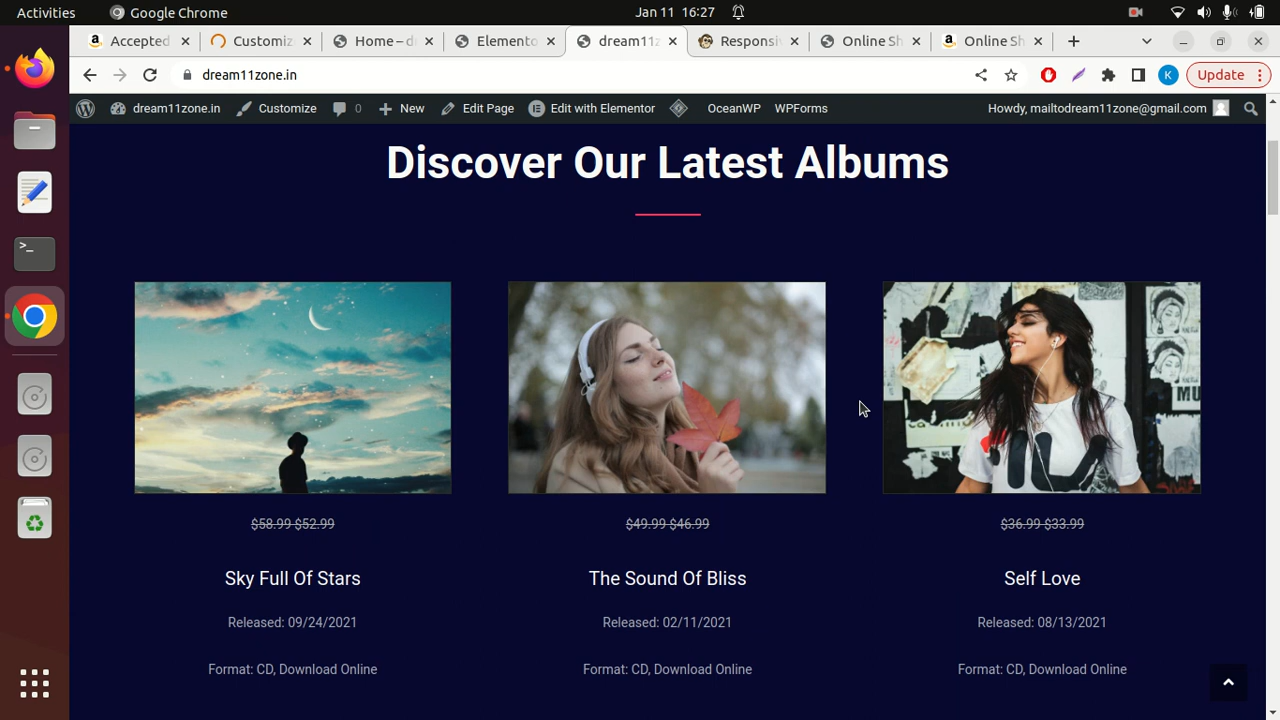 Activities
Google Chrome
Jan 11 16:27
Accepted
Customiz
Home – d
Elemento
dream11z
Responsi
Online Sh
Online Sh
dream11zone.in
K
Update
dream11zone.in
Customize
0
New
Edit Page
Edit with Elementor
OceanWP
WPForms
Howdy, mailtodream11zone@gmail.com
Discover Our Latest Albums
$58.99 $52.99
$49.99 $46.99
$36.99 $33.99
Sky Full Of Stars
The Sound Of Bliss
Self Love
Released: 09/24/2021
Released: 02/11/2021
Released: 08/13/2021
Format: CD, Download Online
Format: CD, Download Online
Format: CD, Download Online